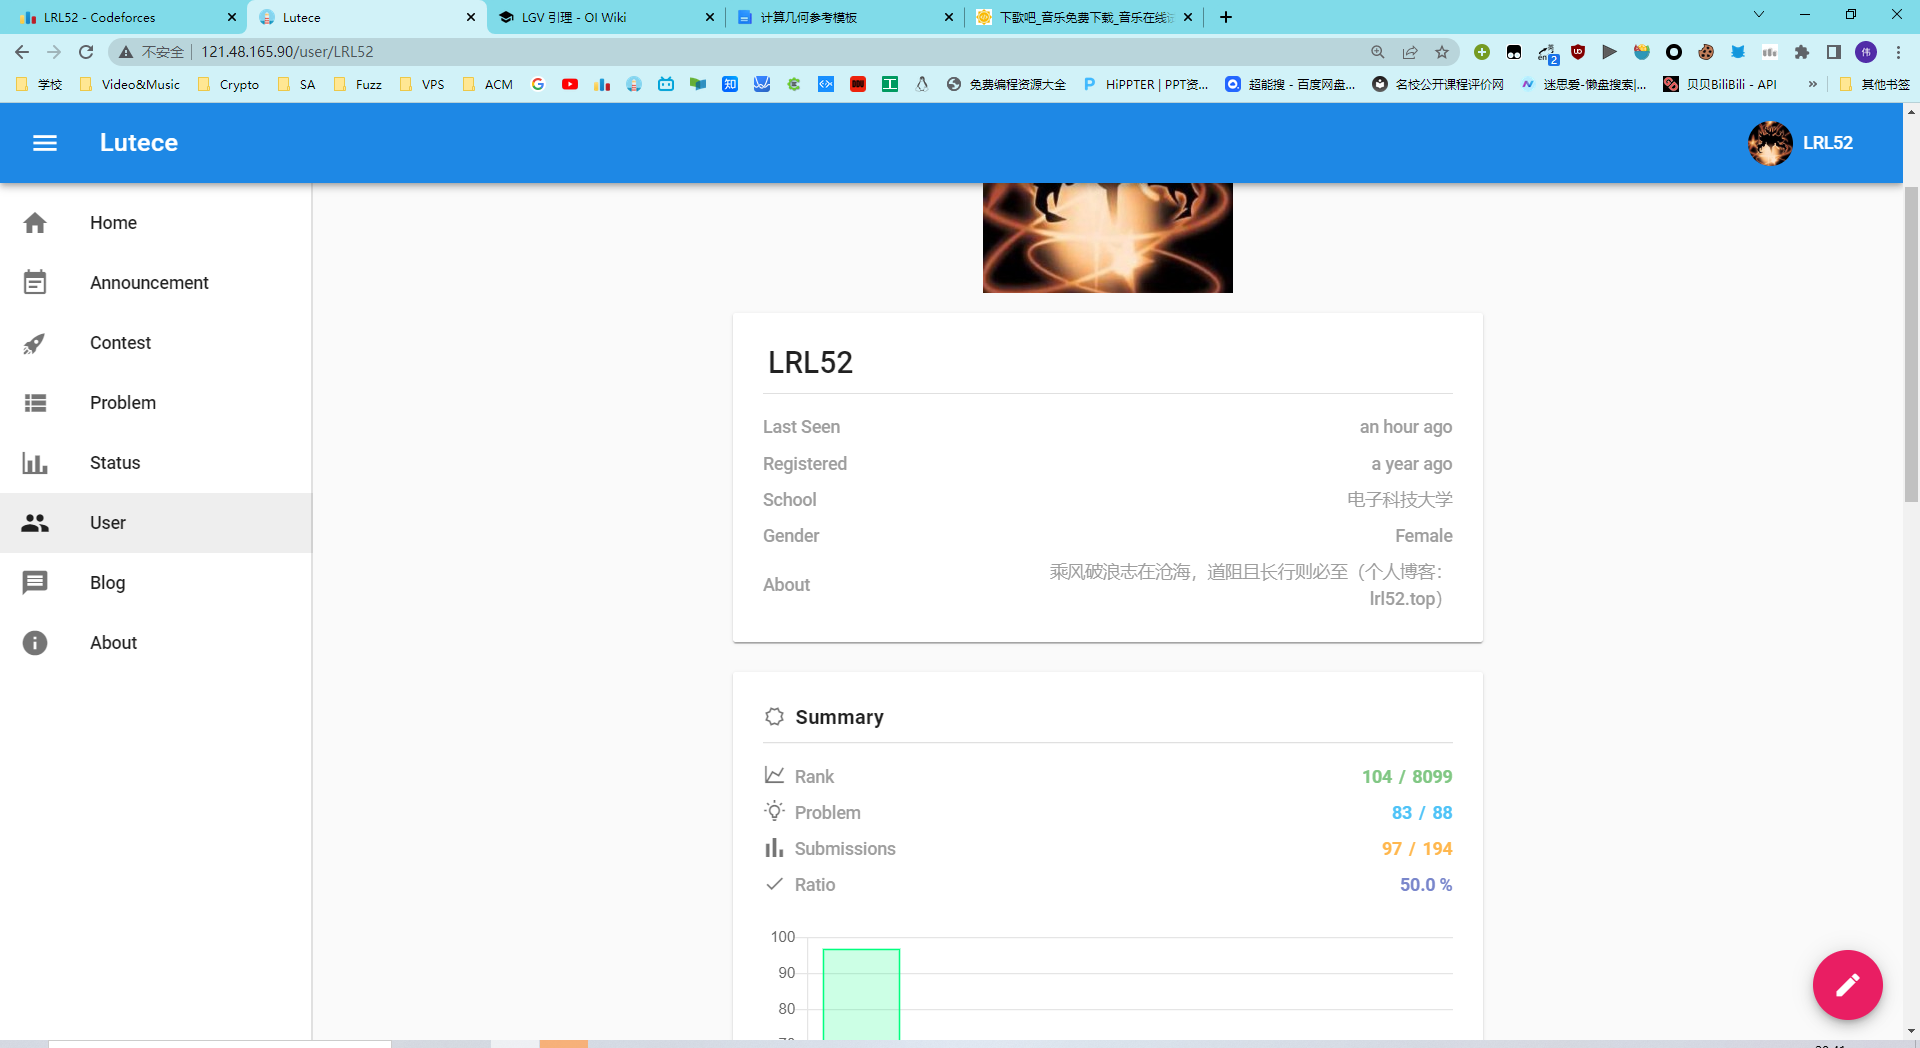 LRL52 - Codeforces
Lutece
LGV 引理 - OI Wiki
计算几何参考模板
下歌吧_音乐免费下载_音乐在线
不安全
121.48.165.90/user/LRL52
伟
学校
Video&Music
Crypto
SA
Fuzz
VPS
ACM
免费编程资源大全
HiPPTER | PPT资...
超能搜 - 百度网盘...
名校公开课程评价网
迷思爱-懒盘搜索|...
贝贝BiliBili - API
»
其他书签
Lutece
LRL52
Home
Announcement
Contest
Problem
Status
User
Blog
About
LRL52
Last Seen
an hour ago
Registered
a year ago
School
电子科技大学
Gender
Female
About
乘风破浪志在沧海，道阻且长行则必至（个人博客：
lrl52.top）
Summary
Rank
104 / 8099
Problem
83 / 88
Submissions
97 / 194
Ratio
50.0 %
100
90
80